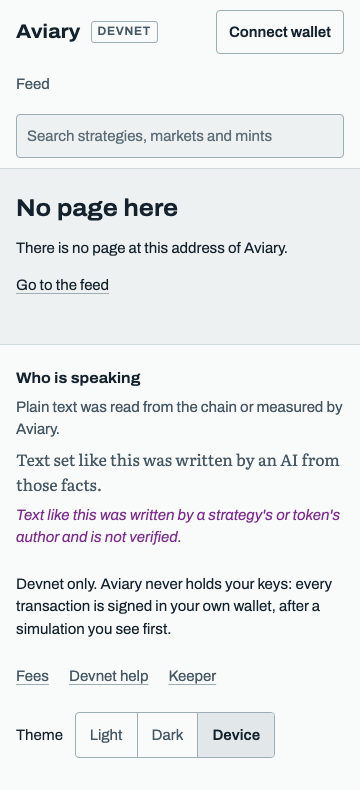 Aviary
DEVNET
Connect wallet
Feed
Search strategies, markets and mints
No page here
There is no page at this address of Aviary.
Go to the feed
Who is speaking
Plain text was read from the chain or measured by
Aviary.
Text set like this was written by an AI from
those facts.
Text like this was written by a strategy's or token's
author and is not verified.
Devnet only. Aviary never holds your keys: every
transaction is signed in your own wallet, after a
simulation you see first.
Fees
Devnet help
Keeper
Theme
Light
Dark
Device